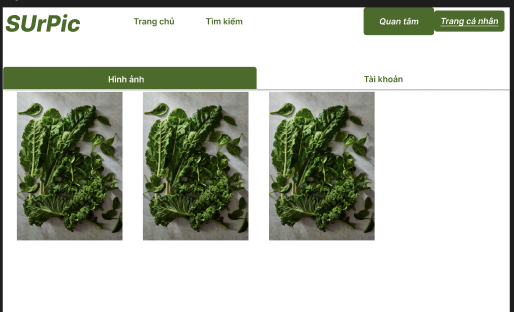 SUrPic
Trang chủ
Tìm kiếm
Quan tâm
Trang cá nhân
Hình ảnh
Tài khoản